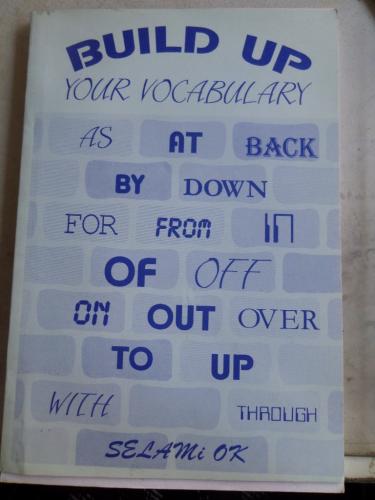 BUILD UP
YOUR VOCABULARY
AS AT BACK
BY DOWN
FOR FROM IN
OF OFF
ON OUT OVER
TO UP
WITH THROUGH
SELAMi OK